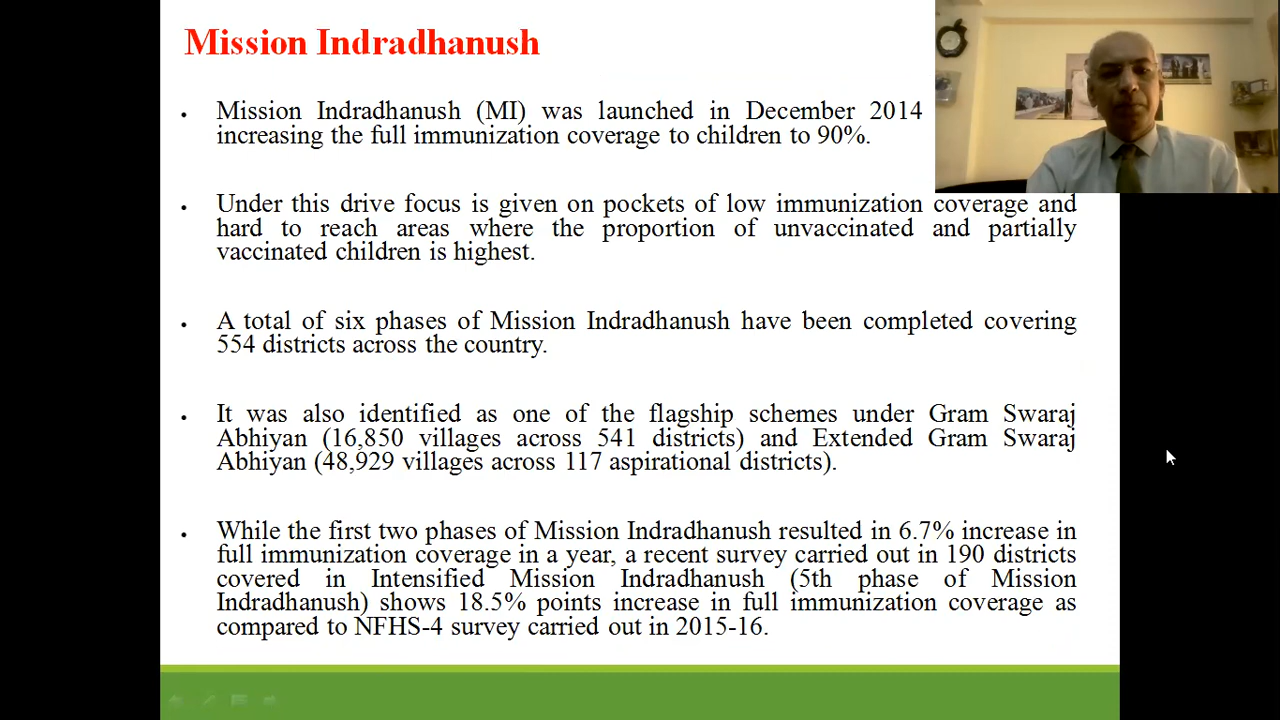 Mission Indradhanush
• Mission Indradhanush (MI) was launched in December 2014
increasing the full immunization coverage to children to 90%.
• Under this drive focus is given on pockets of low immunization coverage and
hard to reach areas where the proportion of unvaccinated and partially
vaccinated children is highest.
• A total of six phases of Mission Indradhanush have been completed covering
554 districts across the country.
• It was also identified as one of the flagship schemes under Gram Swaraj
Abhiyan (16,850 villages across 541 districts) and Extended Gram Swaraj
Abhiyan (48,929 villages across 117 aspirational districts).
• While the first two phases of Mission Indradhanush resulted in 6.7% increase in
full immunization coverage in a year, a recent survey carried out in 190 districts
covered in Intensified Mission Indradhanush (5th phase of Mission
Indradhanush) shows 18.5% points increase in full immunization coverage as
compared to NFHS-4 survey carried out in 2015-16.